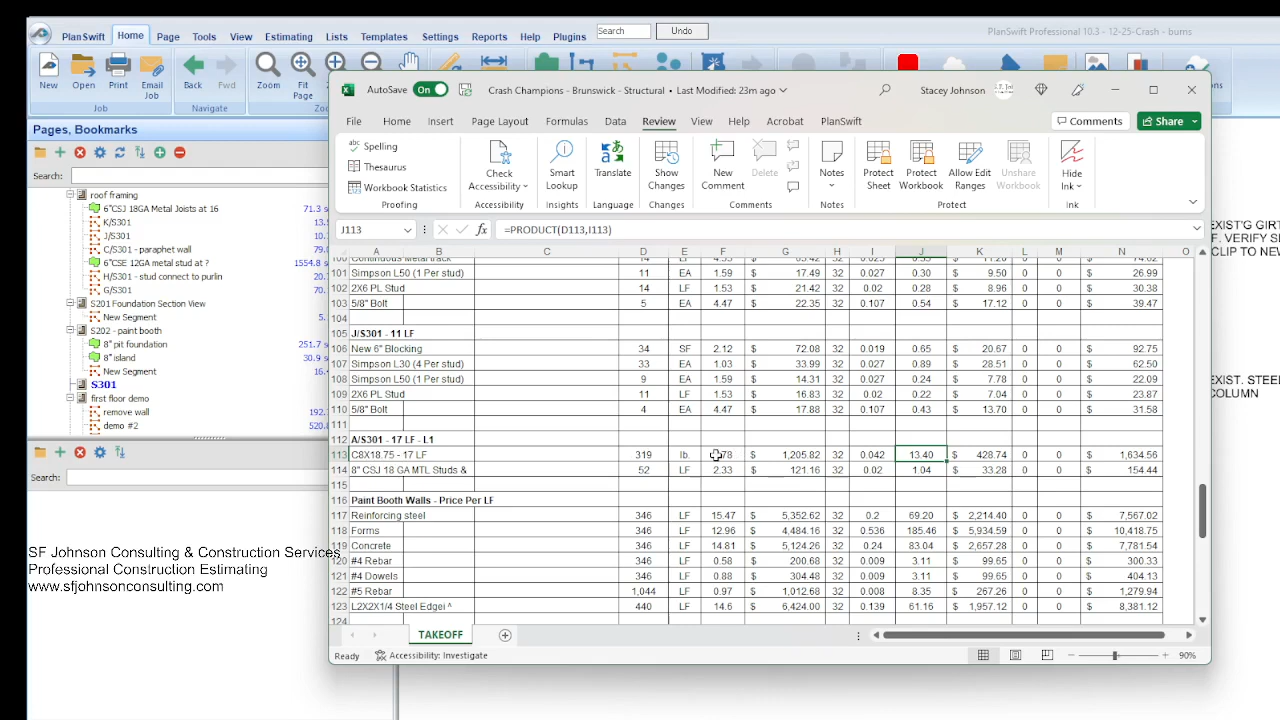 PlanSwift Home Page Tools View Estimating Lists Templates Settings Reports Help Plugins Search Undo PlanSwift Professional 10.3 - 12-25-Crash - burns
New Open Print Email Job Back Fwd Zoom Fit Page
Job Navigate
AutoSave On Crash Champions - Brunswick - Structural • Last Modified: 23m ago Stacey Johnson
File Home Insert Page Layout Formulas Data Review View Help Acrobat PlanSwift Comments Share
Spelling
Thesaurus
Workbook Statistics
Check Accessibility
Smart Lookup
Translate
Show Changes
New Comment
Delete
Notes
Protect Sheet
Protect Workbook
Allow Edit Ranges
Unshare Workbook
Hide Ink
Proofing Accessibility Insights Language Changes Comments Notes Protect Ink
J113 fx =PRODUCT(D113,I113)
Pages, Bookmarks
Search:
roof framing
6"CSJ 18GA Metal Joists at 16 71.3 s
K/S301 13.
J/S301 10.
C/S301 - paraphet wall 79.
6"CSE 12GA metal stud at ? 1554.8 s
H/S301 - stud connect to purlin 20.
G/S301 70.
S201 Foundation Section View
New Segment 5.
S202 - paint booth
8" pit foundation 251.7
8" island 30.9 s
New Segment 16.
S301
first floor demo
remove wall 192.
demo #2 520.
Search:
SF Johnson Consulting & Construction Services
Professional Construction Estimating
www.sfjohnsonconsulting.com
A B C D E F G H I J K L M N
101 Simpson L50 (1 Per stud) 11 EA 1.59 $ 17.49 32 0.027 0.30 $ 9.50 0 0 $ 26.99
102 2X6 PL Stud 14 LF 1.53 $ 21.42 32 0.02 0.28 $ 8.96 0 0 $ 30.38
103 5/8" Bolt 5 EA 4.47 $ 22.35 32 0.107 0.54 $ 17.12 0 0 $ 39.47
104
105 J/S301 - 11 LF
106 New 6" Blocking 34 SF 2.12 $ 72.08 32 0.019 0.65 $ 20.67 0 0 $ 92.75
107 Simpson L30 (4 Per stud) 33 EA 1.03 $ 33.99 32 0.027 0.89 $ 28.51 0 0 $ 62.50
108 Simpson L50 (1 Per stud) 9 EA 1.59 $ 14.31 32 0.027 0.24 $ 7.78 0 0 $ 22.09
109 2X6 PL Stud 11 LF 1.53 $ 16.83 32 0.02 0.22 $ 7.04 0 0 $ 23.87
110 5/8" Bolt 4 EA 4.47 $ 17.88 32 0.107 0.43 $ 13.70 0 0 $ 31.58
111
112 A/S301 - 17 LF - L1
113 C8X18.75 - 17 LF 319 lb. .78 $ 1,205.82 32 0.042 13.40 $ 428.74 0 0 $ 1,634.56
114 8" CSJ 18 GA MTL Studs & 52 LF 2.33 $ 121.16 32 0.02 1.04 $ 33.28 0 0 $ 154.44
115
116 Paint Booth Walls - Price Per LF
117 Reinforcing steel 346 LF 15.47 $ 5,352.62 32 0.2 69.20 $ 2,214.40 0 0 $ 7,567.02
118 Forms 346 LF 12.96 $ 4,484.16 32 0.536 185.46 $ 5,934.59 0 0 $ 10,418.75
119 Concrete 346 LF 14.81 $ 5,124.26 32 0.24 83.04 $ 2,657.28 0 0 $ 7,781.54
120 #4 Rebar 346 LF 0.58 $ 200.68 32 0.009 3.11 $ 99.65 0 0 $ 300.33
121 #4 Dowels 346 LF 0.88 $ 304.48 32 0.009 3.11 $ 99.65 0 0 $ 404.13
122 #5 Rebar 1,044 LF 0.97 $ 1,012.68 32 0.008 8.35 $ 267.26 0 0 $ 1,279.94
123 L2X2X1/4 Steel Edgei ^ 440 LF 14.6 $ 6,424.00 32 0.139 61.16 $ 1,957.12 0 0 $ 8,381.12
TAKEOFF
Ready Accessibility: Investigate 90%
EXIST'G GIRT
F. VERIFY S
CLIP TO NEW
EXIST. STEE
COLUMN